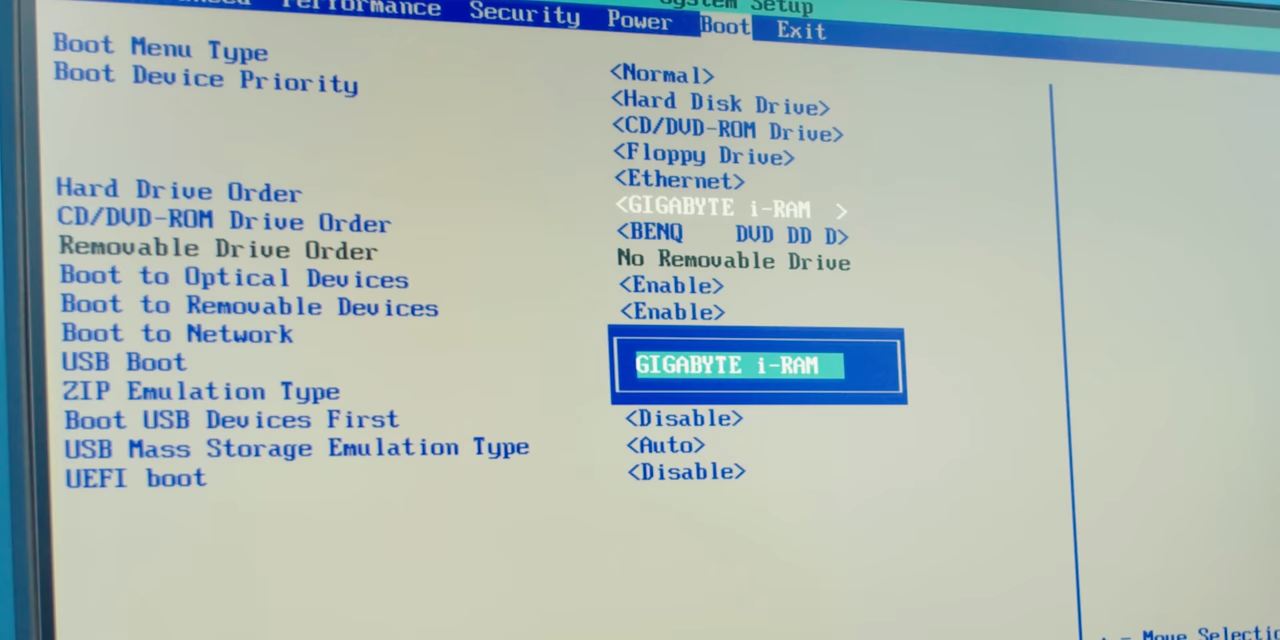 System Setup
Performance Security Power Boot Exit
Boot Menu Type <Normal>
Boot Device Priority <Hard Disk Drive>
<CD/DVD-ROM Drive>
<Floppy Drive>
<Ethernet>
Hard Drive Order <GIGABYTE i-RAM >
CD/DVD-ROM Drive Order <BENQ DVD DD D>
Removable Drive Order No Removable Drive
Boot to Optical Devices <Enable>
Boot to Removable Devices <Enable>
Boot to Network
USB Boot GIGABYTE i-RAM
ZIP Emulation Type
Boot USB Devices First <Disable>
USB Mass Storage Emulation Type <Auto>
UEFI boot <Disable>
- Move